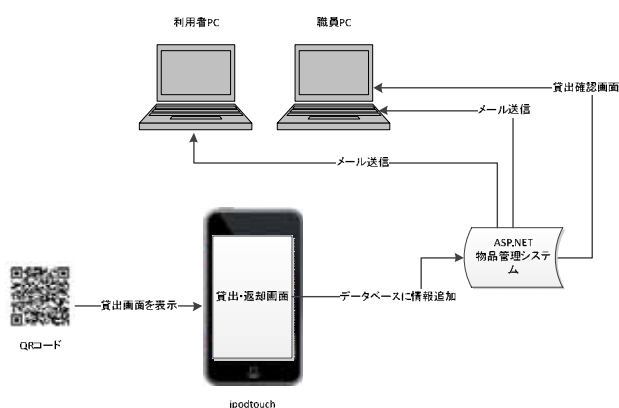 利用者PC
職員PC
貸出確認画面
メール送信
メール送信
ASP.NET
物品管理システ
ム
貸出・返却画面
データベースに情報追加
貸出画面を表示
QRコード
ipodtouch